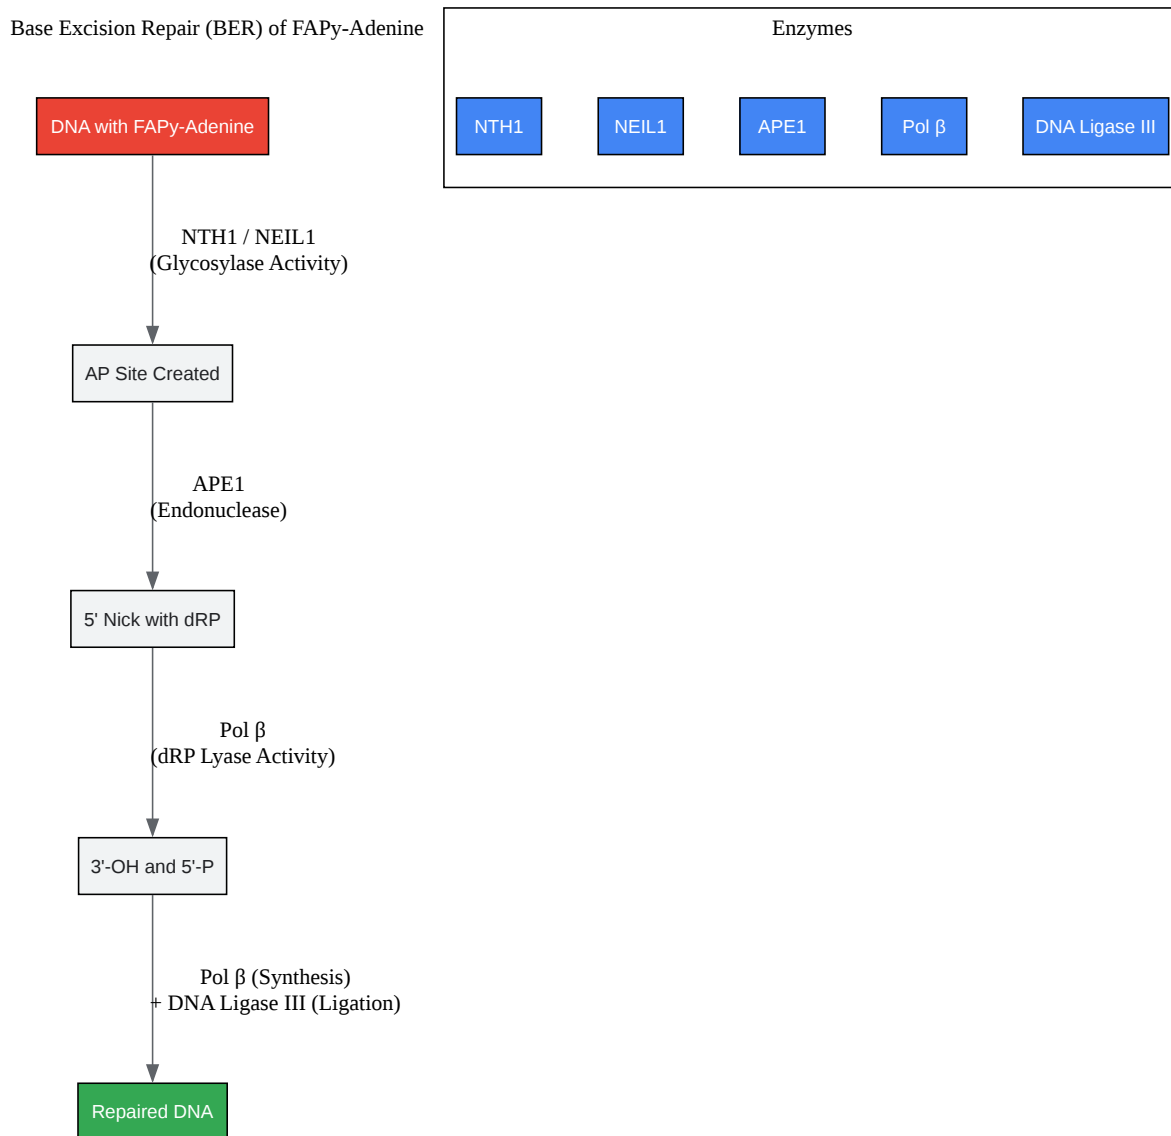 Base Excision Repair (BER) of FAPy-Adenine
Enzymes
DNA with FAPy-Adenine
NTH1
NEIL1
APE1
Pol β
DNA Ligase III
NTH1 / NEIL1
(Glycosylase Activity)
AP Site Created
APE1
(Endonuclease)
5' Nick with dRP
Pol β
(dRP Lyase Activity)
3'-OH and 5'-P
Pol β (Synthesis)
+ DNA Ligase III (Ligation)
Repaired DNA